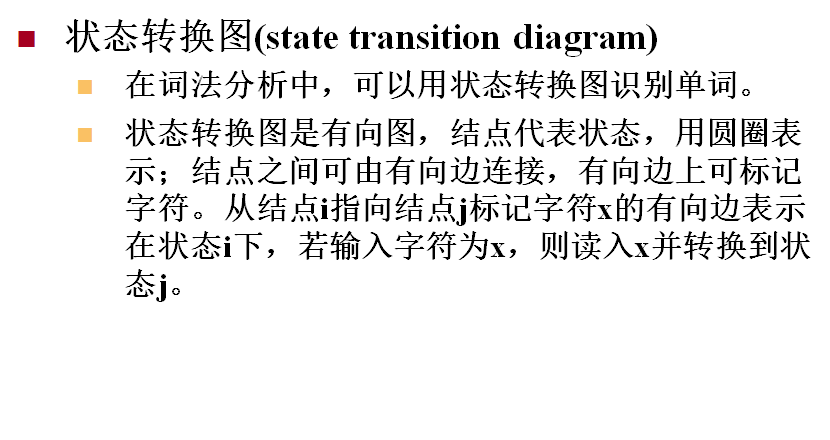 状态转换图(state transition diagram)
在词法分析中，可以用状态转换图识别单词。
状态转换图是有向图，结点代表状态，用圆圈表
示；结点之间可由有向边连接，有向边上可标记
字符。从结点i指向结点j标记字符x的有向边表示
在状态i下，若输入字符为x，则读入x并转换到状
态j。